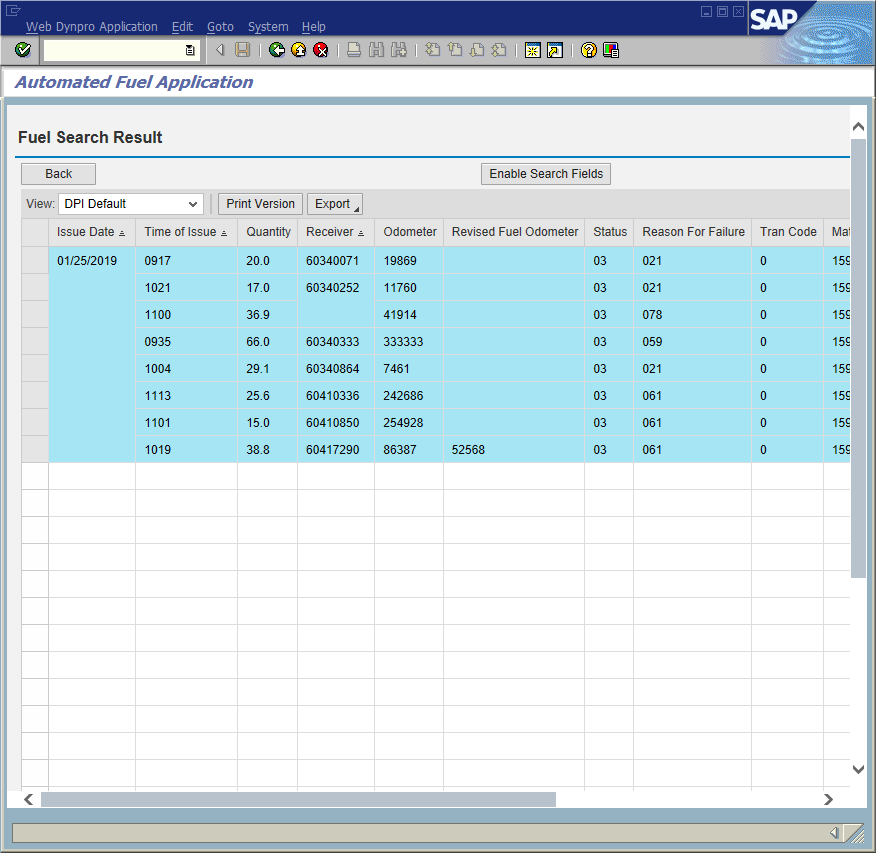 Web Dynpro Application Edit Goto System Help
SAP
Automated Fuel Application
Fuel Search Result
Back Enable Search Fields
View: DPI Default Print Version Export
Issue Date Time of Issue Quantity Receiver Odometer Revised Fuel Odometer Status Reason For Failure Tran Code Mat
01/25/2019 0917 20.0 60340071 19869 03 021 0 159
1021 17.0 60340252 11760 03 021 0 159
1100 36.9 41914 03 078 0 159
0935 66.0 60340333 333333 03 059 0 159
1004 29.1 60340864 7461 03 021 0 159
1113 25.6 60410336 242686 03 061 0 159
1101 15.0 60410850 254928 03 061 0 159
1019 38.8 60417290 86387 52568 03 061 0 159